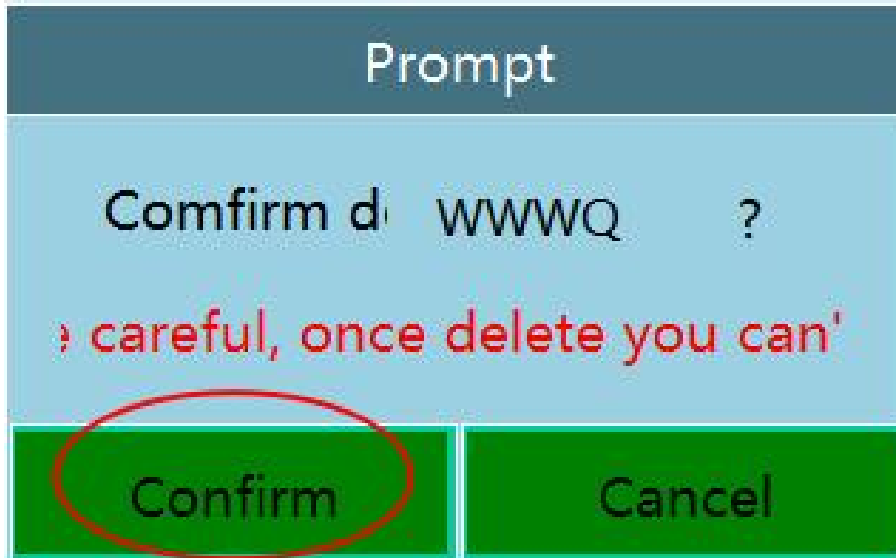 Prompt
Comfirm d WWWQ ?
careful, once delete you can'
Confirm
Cancel